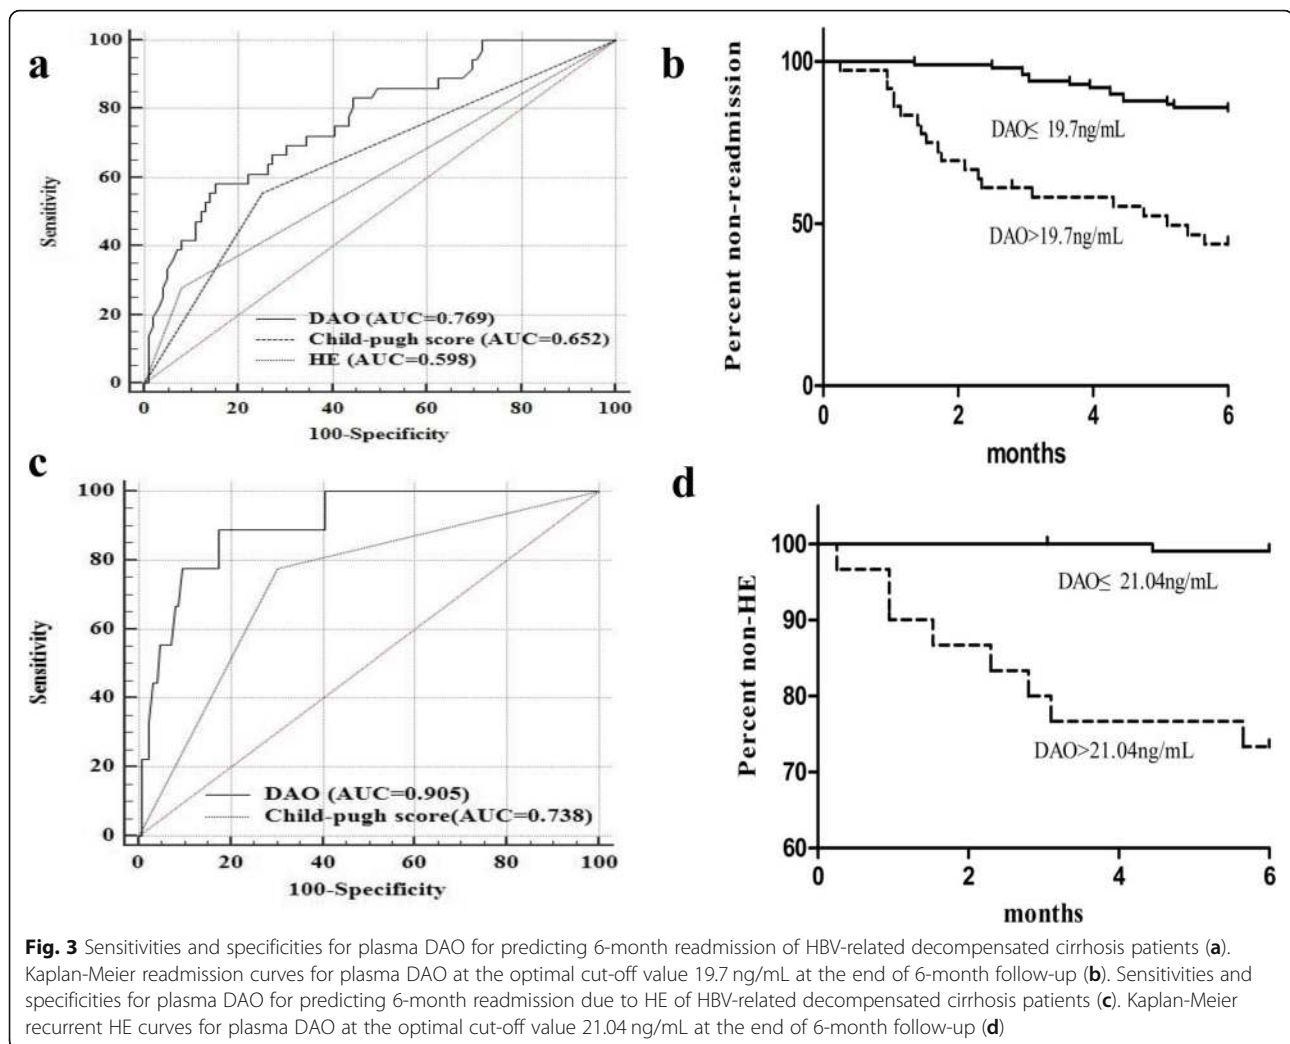 a
100
80
60
40
20
0
Sensitivity
DAO (AUC=0.769)
Child-pugh score (AUC=0.652)
HE (AUC=0.598)
0 20 40 60 80 100
100-Specificity
b
Percent non-readmission
100
50
0
DAO≤ 19.7ng/mL
DAO>19.7ng/mL
0 2 4 6
months
c
100
80
60
40
20
0
Sensitivity
DAO (AUC=0.905)
Child-pugh score(AUC=0.738)
0 20 40 60 80 100
100-Specificity
d
Percent non-HE
100
90
80
70
60
DAO≤ 21.04ng/mL
DAO>21.04ng/mL
0 2 4 6
months
Fig. 3 Sensitivities and specificities for plasma DAO for predicting 6-month readmission of HBV-related decompensated cirrhosis patients (a).
Kaplan-Meier readmission curves for plasma DAO at the optimal cut-off value 19.7 ng/mL at the end of 6-month follow-up (b). Sensitivities and
specificities for plasma DAO for predicting 6-month readmission due to HE of HBV-related decompensated cirrhosis patients (c). Kaplan-Meier
recurrent HE curves for plasma DAO at the optimal cut-off value 21.04 ng/mL at the end of 6-month follow-up (d)